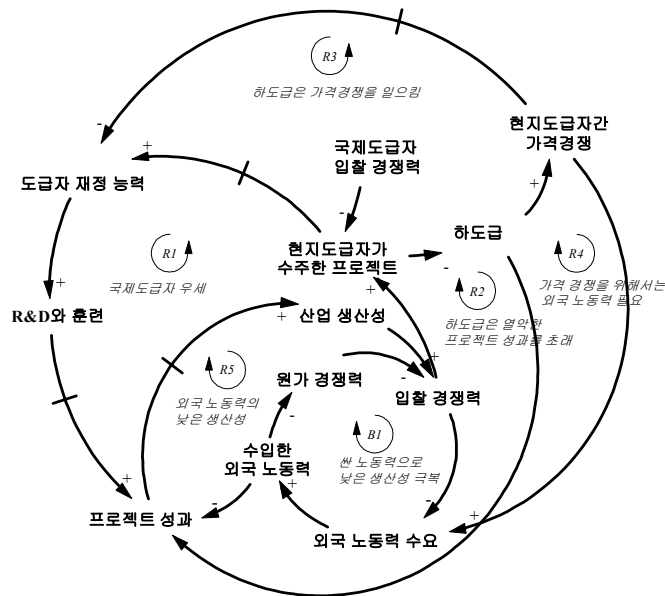 R3
하도급은 가격경쟁을 일으킴
-
+
국제도급자
입찰 경쟁력
현지도급자간
가격경쟁
도급자 재정 능력
+
-
하도급
R1
국제도급자 우세
현지도급자가
수주한 프로젝트
-
R4
가격 경쟁을 위해서는
외국 노동력 필요
+
R2
하도급은 열악한
프로젝트 성과를 초래
+
R&D와 훈련
+
산업 생산성
+
R5
외국 노동력의
낮은 생산성
원가 경쟁력
-
입찰 경쟁력
-
B1
싼 노동력으로
낮은 생산성 극복
수입한
외국 노동력
+
+
-
-
+
프로젝트 성과
외국 노동력 수요